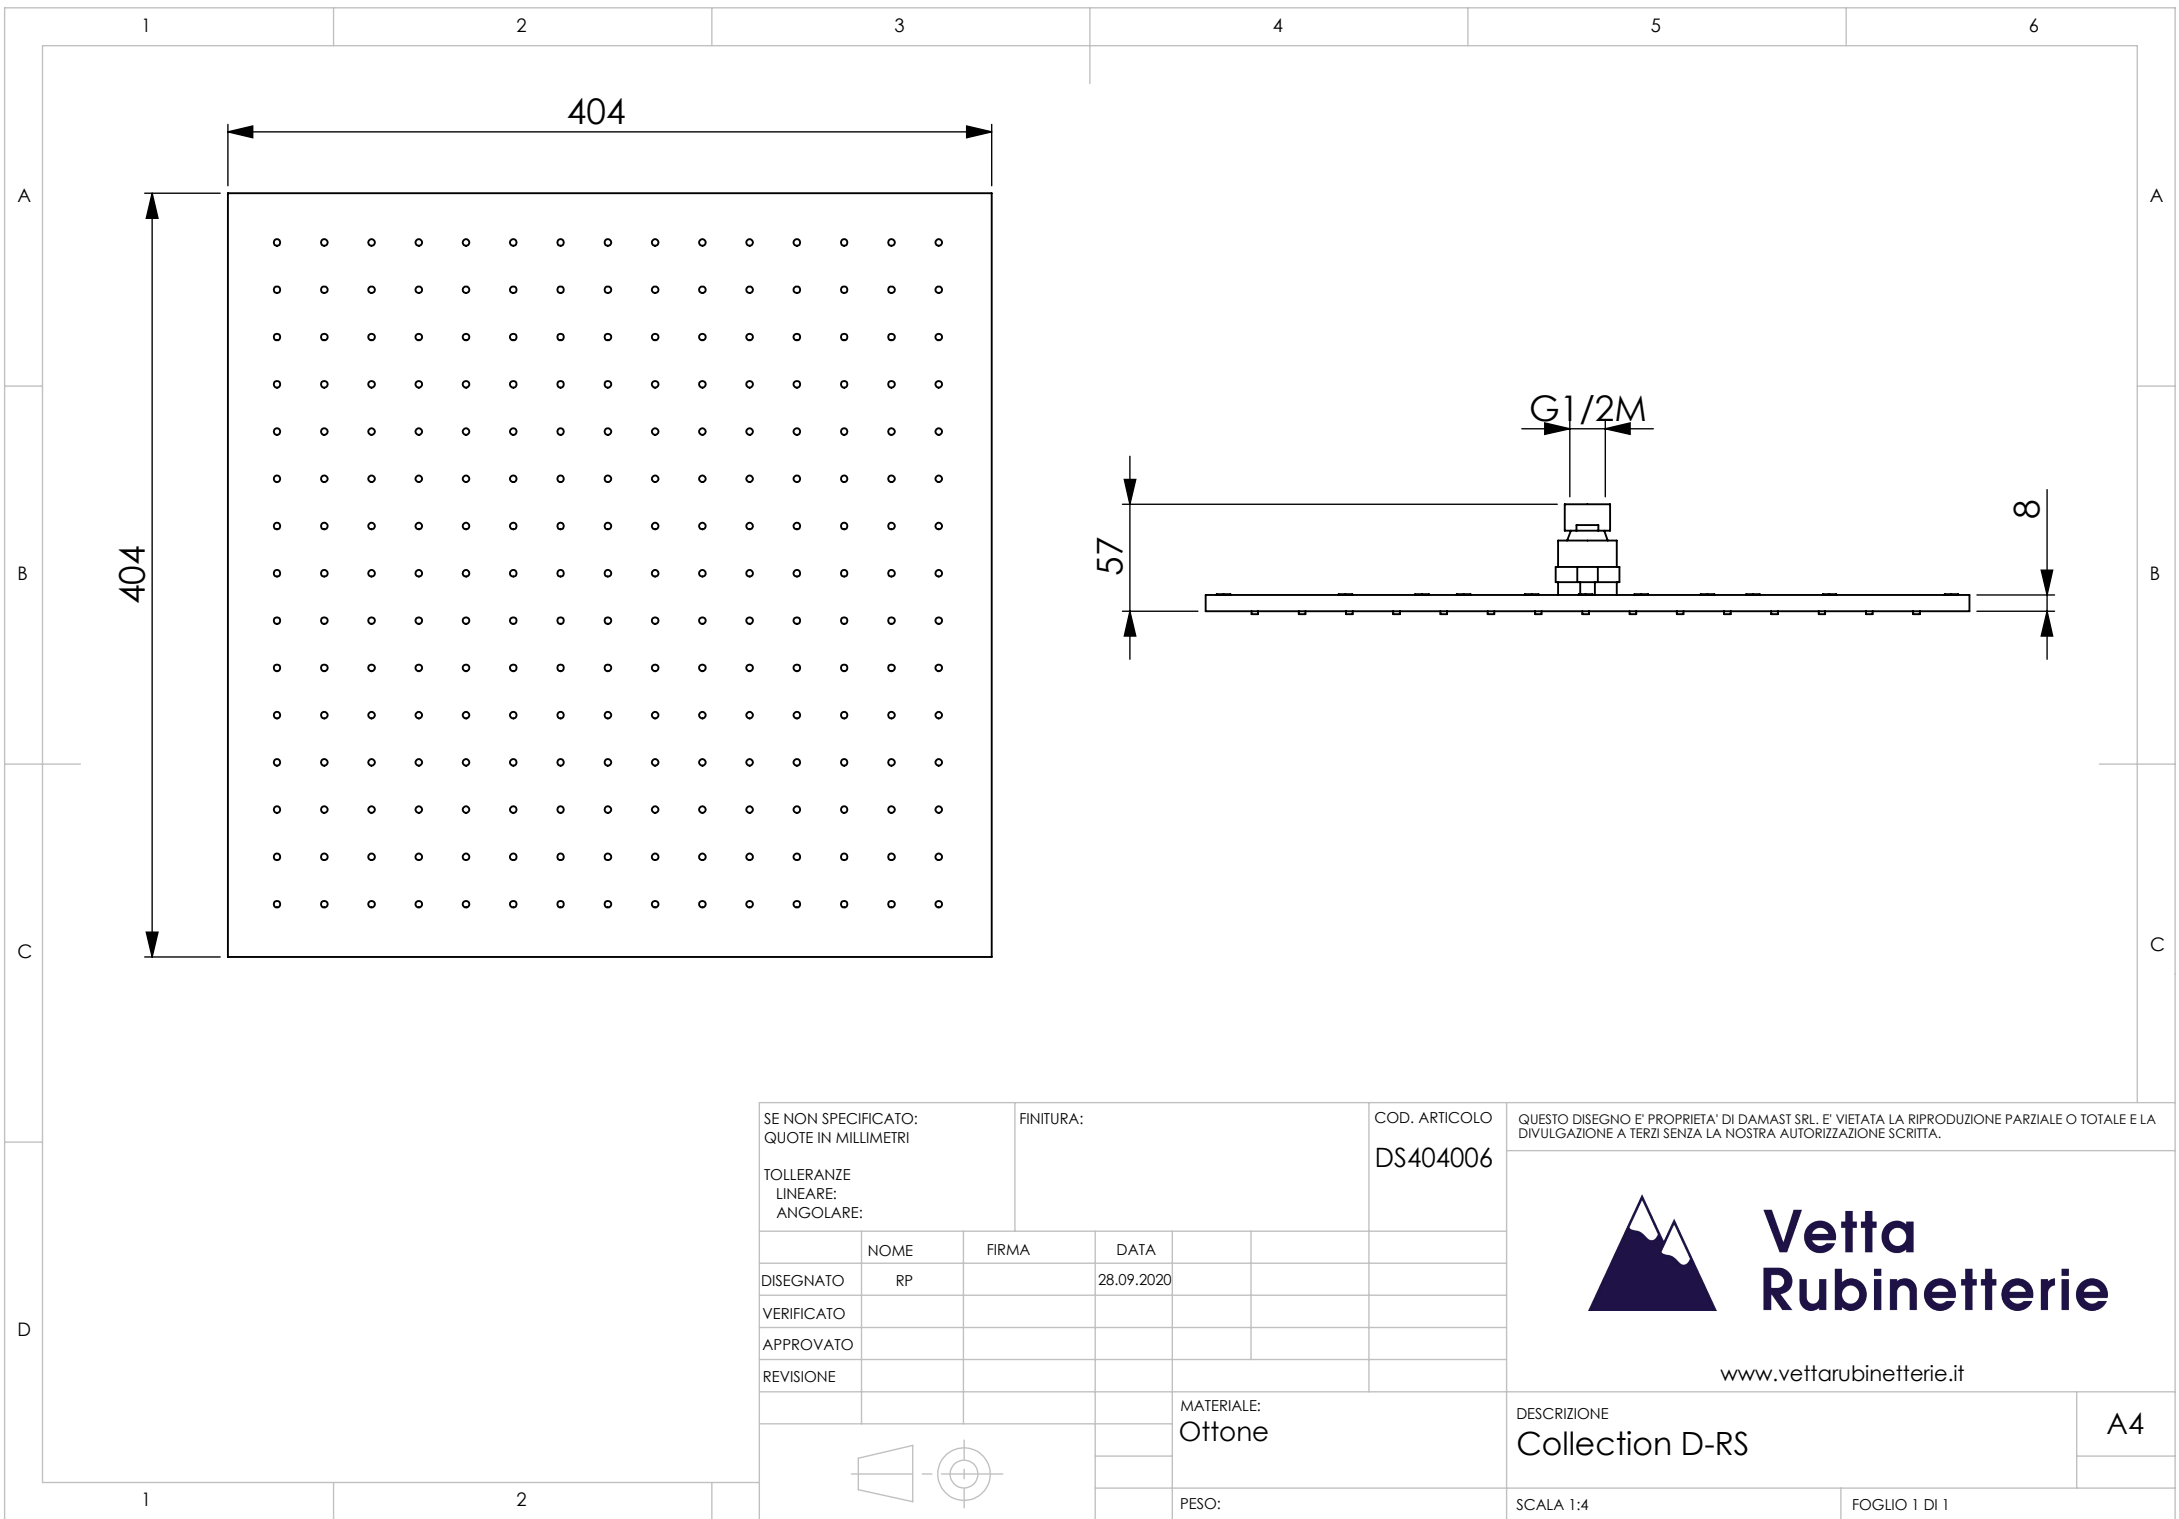 1 2 3 4 5 6
404
A A
G1/2M
8
57
404
B B
C C
SE NON SPECIFICATO:
QUOTE IN MILLIMETRI
TOLLERANZE
LINEARE:
ANGOLARE:
FINITURA:
COD. ARTICOLO
DS404006
QUESTO DISEGNO E' PROPRIETA' DI DAMAST SRL. E' VIETATA LA RIPRODUZIONE PARZIALE O TOTALE E LA
DIVULGAZIONE A TERZI SENZA LA NOSTRA AUTORIZZAZIONE SCRITTA.
Vetta
Rubinetterie
www.vettarubinetterie.it
NOME FIRMA DATA
DISEGNATO RP 28.09.2020
VERIFICATO
APPROVATO
REVISIONE
D
MATERIALE:
Ottone
DESCRIZIONE
Collection D-RS
A4
PESO:
SCALA 1:4
FOGLIO 1 DI 1
1 2